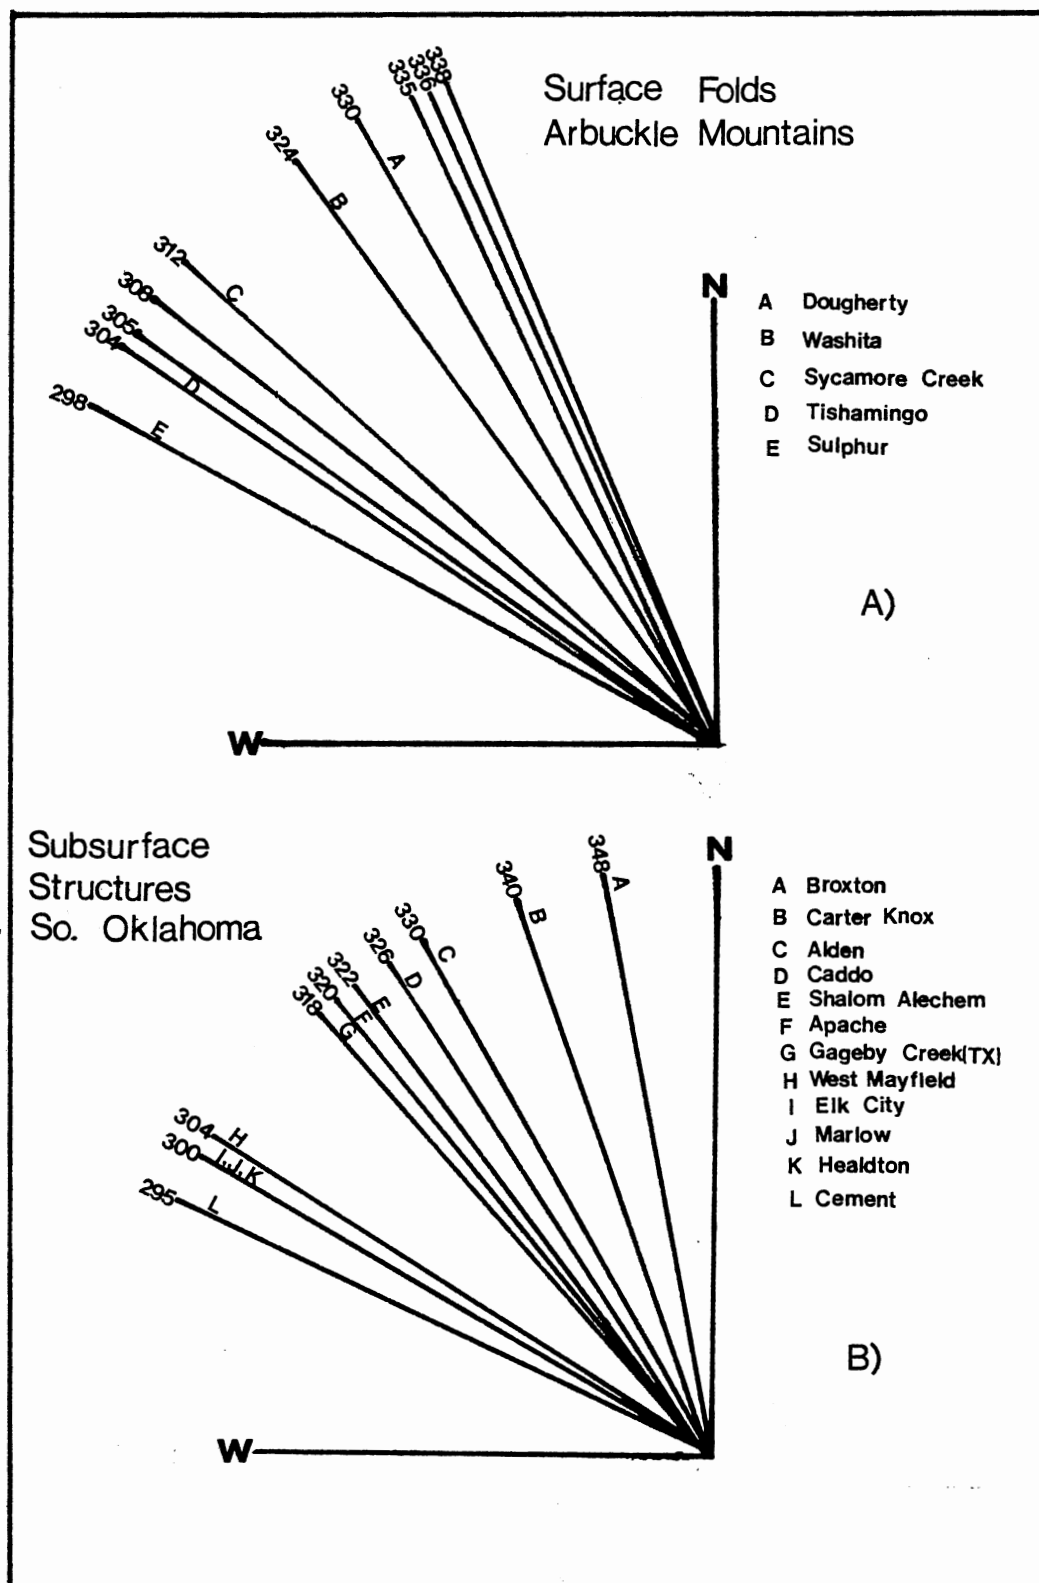 Surface Folds
Arbuckle Mountains
338
336
335
330
A
324
B
312
C
308
305
304
D
298
E
N
W
A Dougherty
B Washita
C Sycamore Creek
D Tishamingo
E Sulphur
A)
Subsurface
Structures
So. Oklahoma
348
A
340
B
330
C
326
D
322
E
320
F
318
G
304
H
300
I,J,K
295
L
N
W
A Broxton
B Carter Knox
C Alden
D Caddo
E Shalom Alechem
F Apache
G Gageby Creek(TX)
H West Mayfield
I Elk City
J Marlow
K Healdton
L Cement
B)